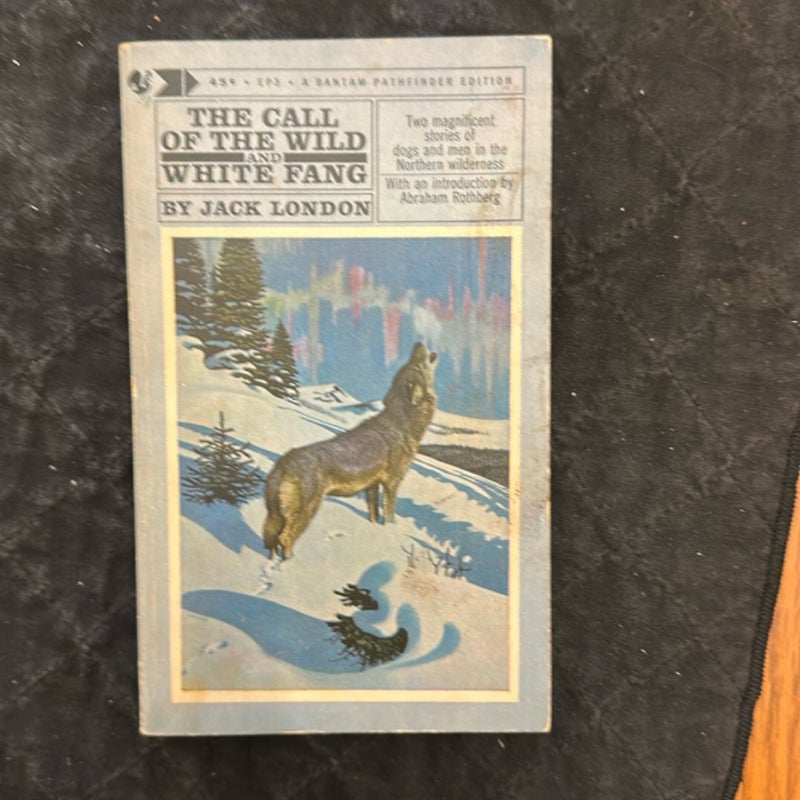 45¢ • EP3 • A BANTAM PATHFINDER EDITION
THE CALL
OF THE WILD
AND
WHITE FANG
BY JACK LONDON
Two magnificent
stories of
dogs and men in the
Northern wilderness
With an introduction by
Abraham Rothberg